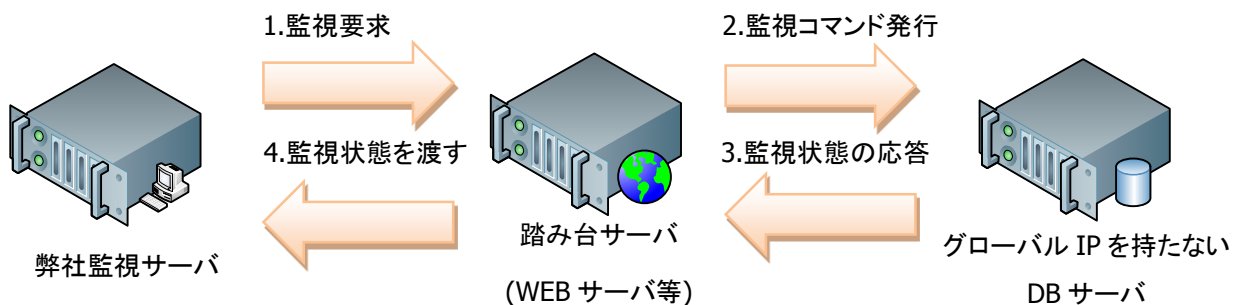 1.監視要求
2.監視コマンド発行
4.監視状態を渡す
3.監視状態の応答
弊社監視サーバ
踏み台サーバ
(WEB サーバ等)
グローバル IP を持たない
DB サーバ